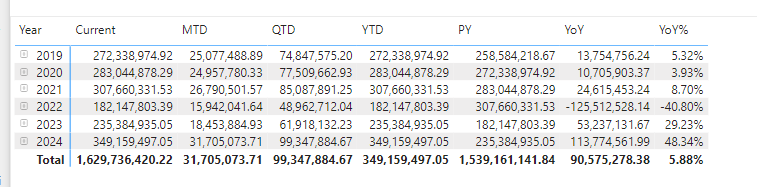 Year Current MTD QTD YTD PY YoY YoY%
2019 272,338,974.92 25,077,488.89 74,847,575.20 272,338,974.92 258,584,218.67 13,754,756.24 5.32%
2020 283,044,878.29 24,957,780.33 77,509,662.93 283,044,878.29 272,338,974.92 10,705,903.37 3.93%
2021 307,660,331.53 26,790,501.57 85,087,891.25 307,660,331.53 283,044,878.29 24,615,453.24 8.70%
2022 182,147,803.39 15,942,041.64 48,962,712.04 182,147,803.39 307,660,331.53 -125,512,528.14 -40.80%
2023 235,384,935.05 18,453,884.93 61,918,132.23 235,384,935.05 182,147,803.39 53,237,131.67 29.23%
2024 349,159,497.05 31,705,073.71 99,347,884.67 349,159,497.05 235,384,935.05 113,774,561.99 48.34%
Total 1,629,736,420.22 31,705,073.71 99,347,884.67 349,159,497.05 1,539,161,141.84 90,575,278.38 5.88%